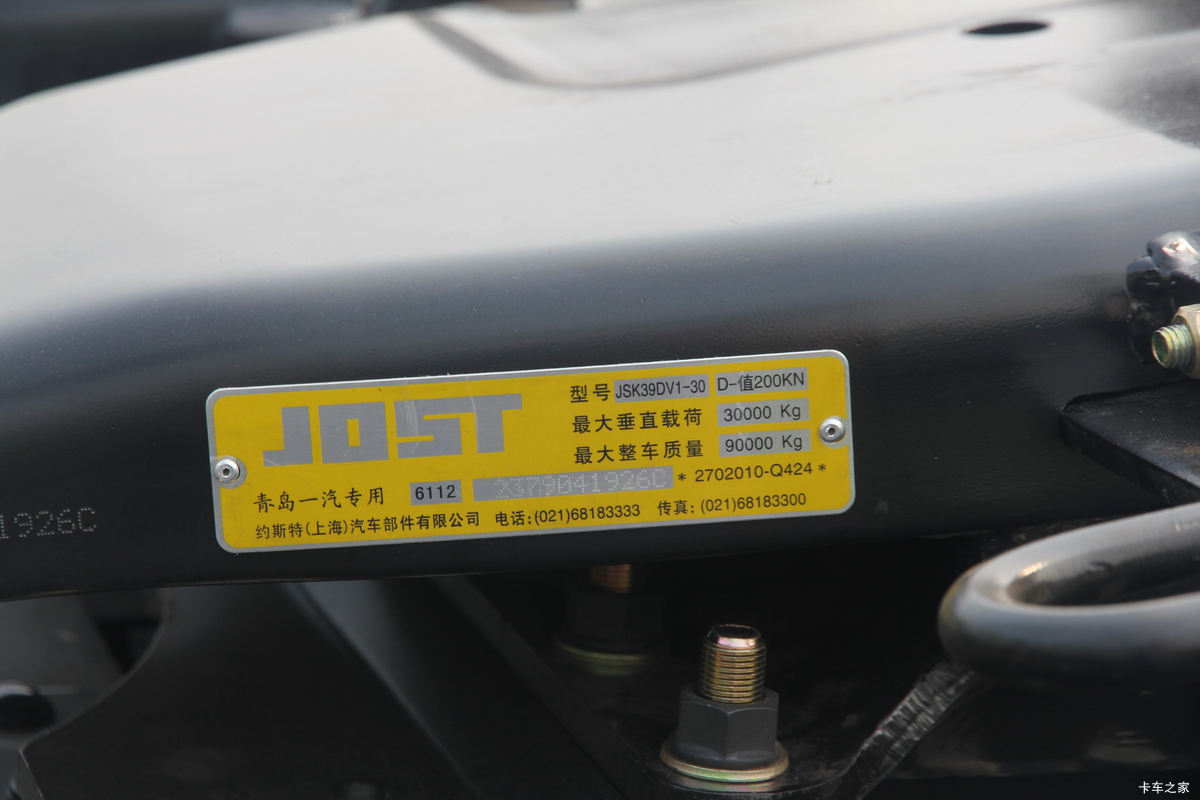 JOST
型号 JSK39DV1-30 D-值200KN
最大垂直载荷 30000 Kg
最大整车质量 90000 Kg
青岛一汽专用 6112 2379041926C *2702010-Q424*
约斯特(上海)汽车部件有限公司 电话:(021)68183333 传真:(021)68183300
1926C
卡车之家